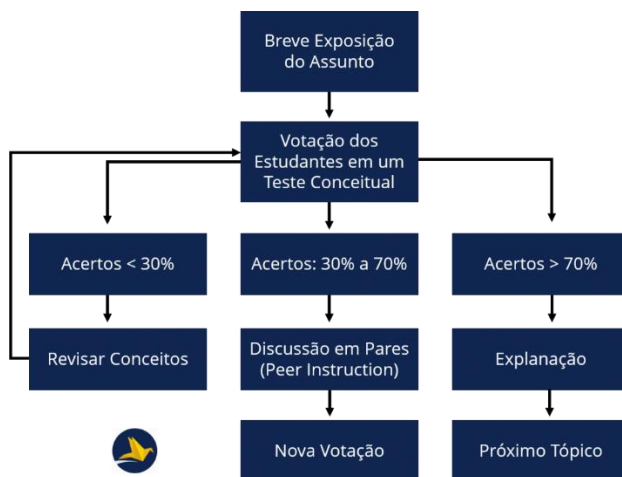 Breve Exposição
do Assunto
Votação dos
Estudantes em um
Teste Conceitual
Acertos < 30%
Acertos: 30% a 70%
Acertos > 70%
Revisar Conceitos
Discussão em Pares
(Peer Instruction)
Explanação
Nova Votação
Próximo Tópico